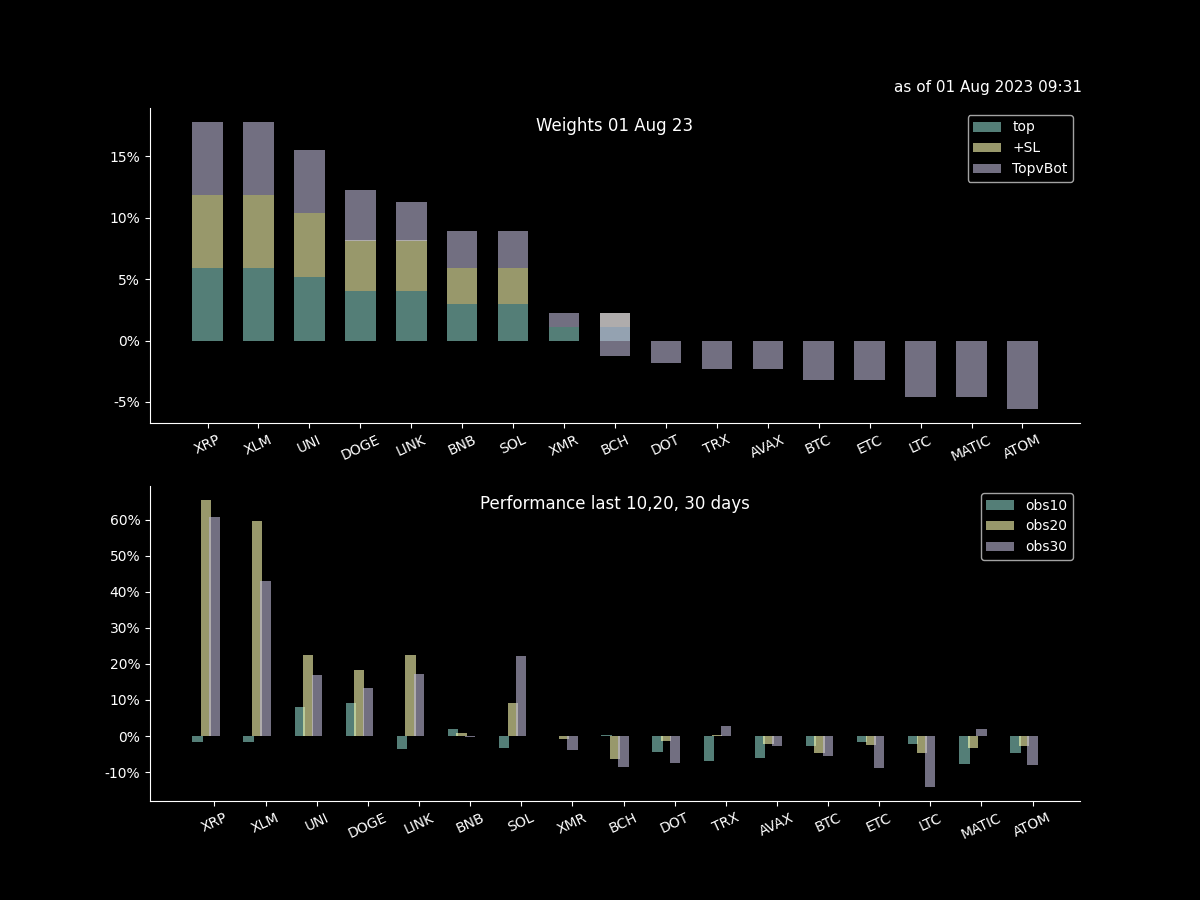 as of 01 Aug 2023 09:31
Weights 01 Aug 23
top
+SL
TopvBot
15%
10%
5%
0%
-5%
XRP XLM UNI DOGE LINK BNB SOL XMR BCH DOT TRX AVAX BTC ETC LTC MATIC ATOM
Performance last 10,20, 30 days
obs10
obs20
obs30
60%
50%
40%
30%
20%
10%
0%
-10%
XRP XLM UNI DOGE LINK BNB SOL XMR BCH DOT TRX AVAX BTC ETC LTC MATIC ATOM